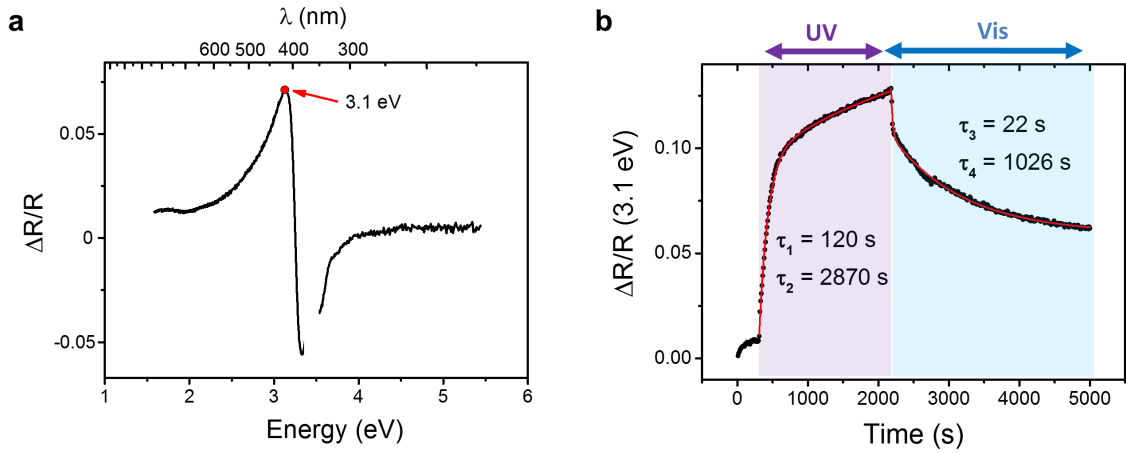 a
λ (nm)
600 500 400 300
3.1 eV
0.05
0
-0.05
ΔR/R
1 2 3 4 5 6
Energy (eV)
b
UV Vis
τ3 = 22 s
τ4 = 1026 s
τ1 = 120 s
τ2 = 2870 s
0.10
0.05
0.00
ΔR/R (3.1 eV)
0 1000 2000 3000 4000 5000
Time (s)